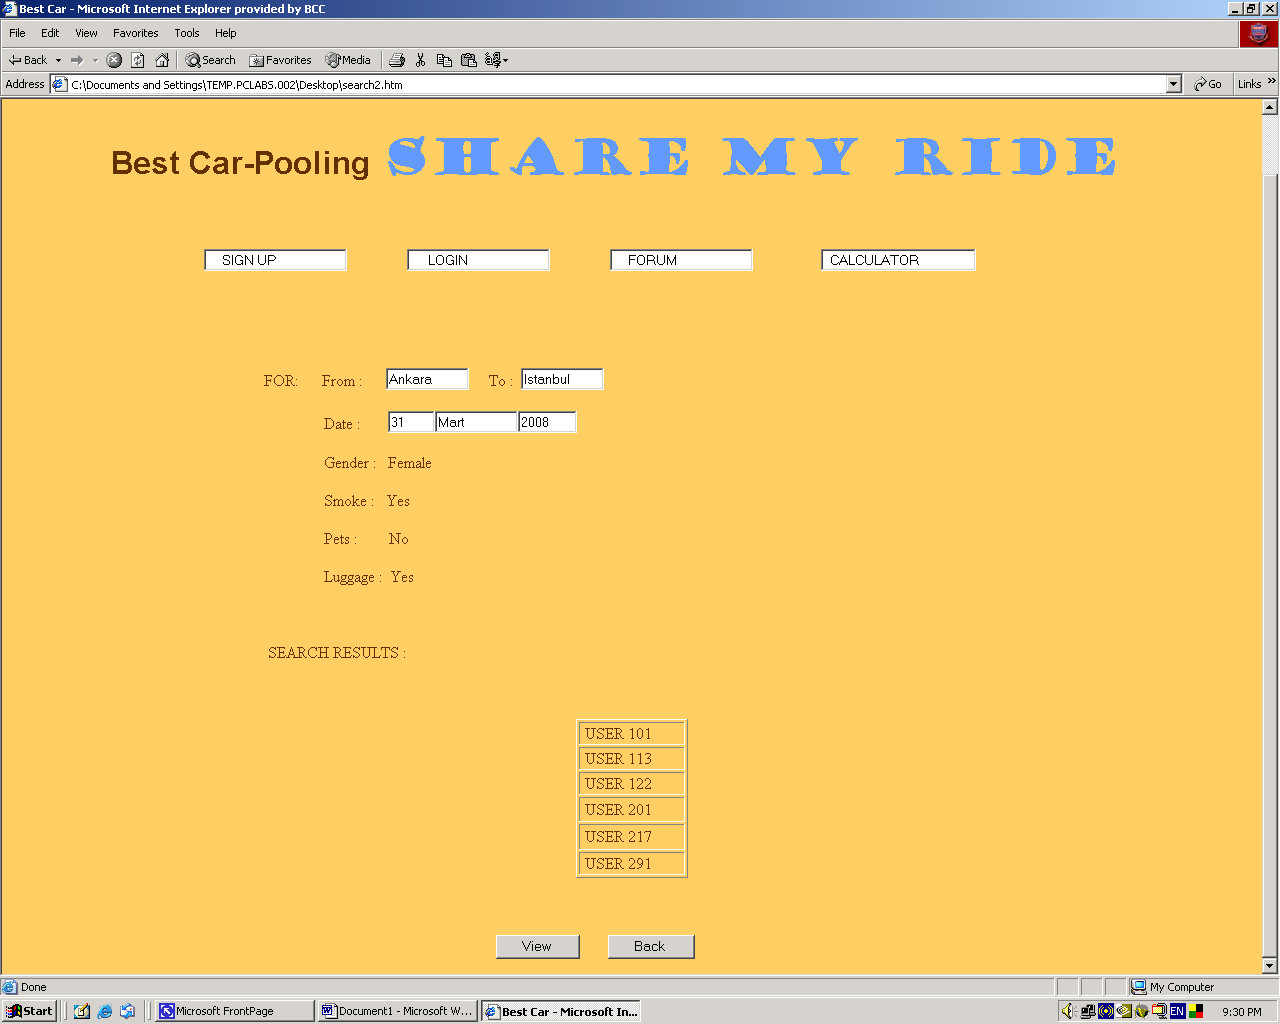 Best Car - Microsoft Internet Explorer provided by BCC
File Edit View Favorites Tools Help
Back Search Favorites Media
Address C:\Documents and Settings\TEMP.PCLABS.002\Desktop\search2.htm Go Links »
Best Car-Pooling SHARE MY RIDE
SIGN UP LOGIN FORUM CALCULATOR
FOR: From : Ankara To : Istanbul
Date : 31 Mart 2008
Gender : Female
Smoke : Yes
Pets : No
Luggage : Yes
SEARCH RESULTS :
USER 101
USER 113
USER 122
USER 201
USER 217
USER 291
View Back
Done My Computer
Start Microsoft FrontPage Document1 - Microsoft W... Best Car - Microsoft In... EN 9:30 PM